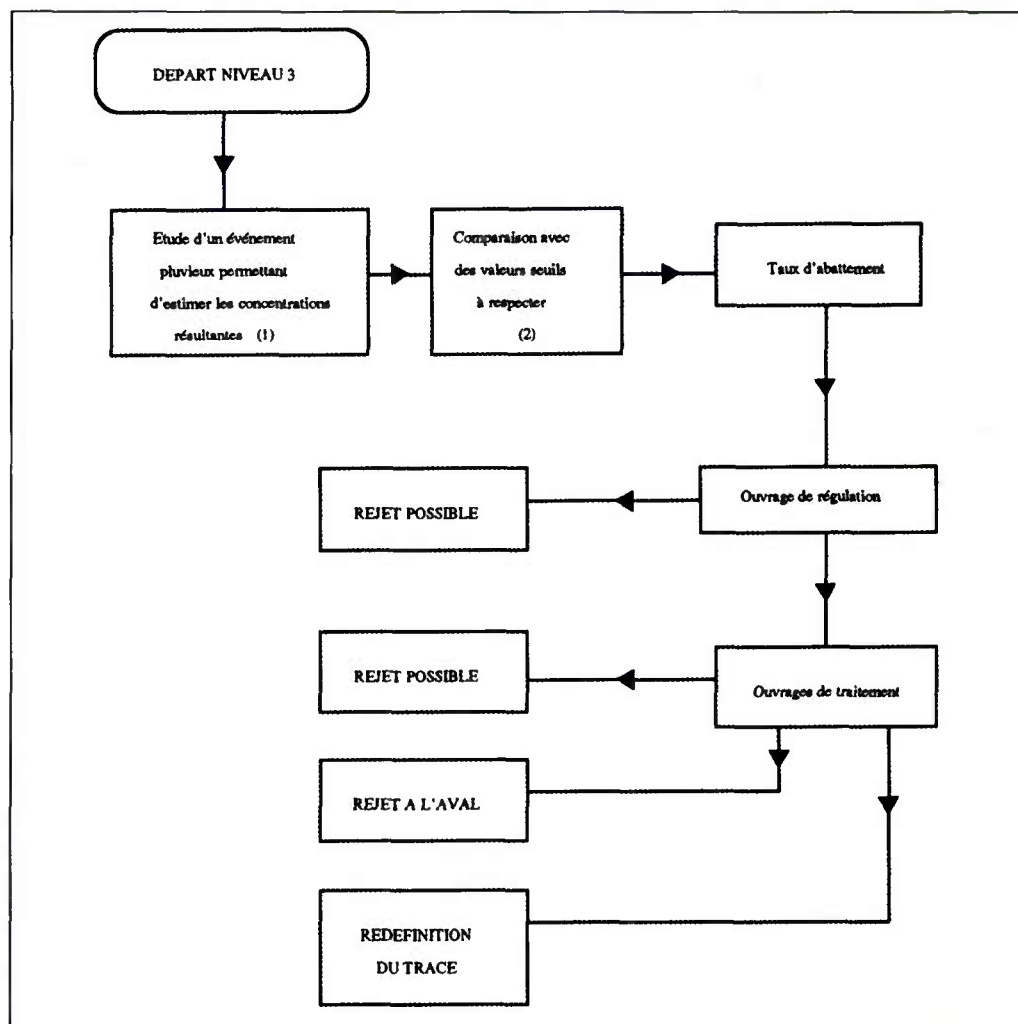 DEPART NIVEAU 3
Etude d'un événement
pluvieux permettant
d'estimer les concentrations
résultantes (1)
Comparaison avec
des valeurs seuils
à respecter
(2)
Taux d'abattement
Ouvrage de régulation
REJET POSSIBLE
Ouvrages de traitement
REJET POSSIBLE
REJET A L'AVAL
REDEFINITION
DU TRACE